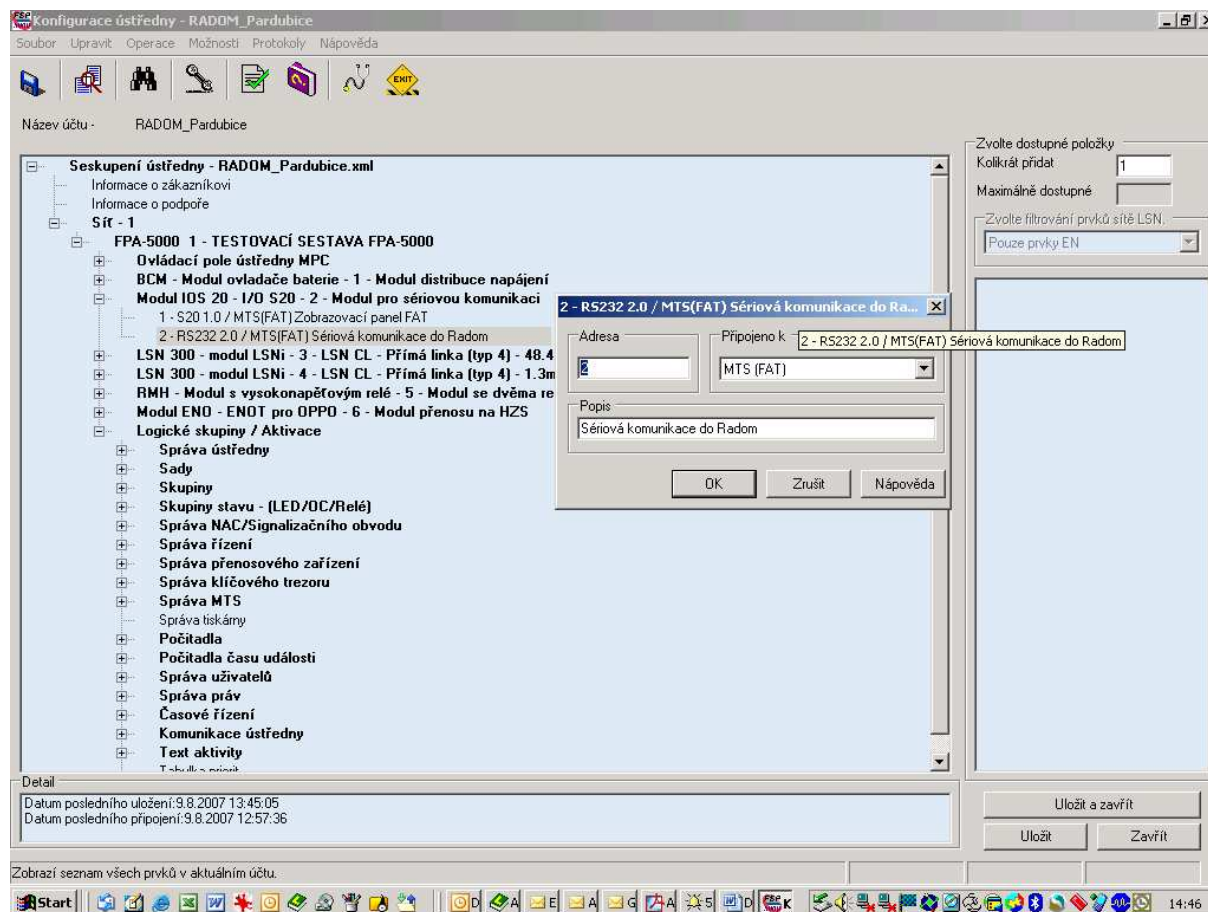 Konfigurace ústředny - RADOM_Pardubice
Soubor Upravit Operace Možnosti Protokoly Nápověda
EXIT
Název účtu - RADOM_Pardubice
Seskupení ústředny - RADOM_Pardubice.xml
Informace o zákazníkovi
Informace o podpoře
Síť - 1
FPA-5000 1 - TESTOVACÍ SESTAVA FPA-5000
Ovládácí pole ústředny MPC
BCM - Modul ovladače baterie - 1 - Modul distribuce napájení
Modul IOS 20 - I/O S20 - 2 - Modul pro sériovou komunikaci
1 - S20 1.0 / MTS(FAT) Zobrazovací panel FAT
2 - RS232 2.0 / MTS(FAT) Sériová komunikace do Radom
LSN 300 - modul LSNi - 3 - LSN CL - Přímá linka (typ 4) - 48.4
LSN 300 - modul LSNi - 4 - LSN CL - Přímá linka (typ 4) - 1.3m
RMH - Modul s vysokonapěťovým relé - 5 - Modul se dvěma re
Modul ENO - ENOT pro OPPO - 6 - Modul přenosu na HZS
Logické skupiny / Aktivace
Správa ústředny
Sady
Skupiny
Skupiny stavu - (LED/OC/Relé)
Správa NAC/Signalizačního obvodu
Správa řízení
Správa přenosového zařízení
Správa klíčového trezoru
Správa MTS
Správa tiskárny
Počitadla
Počitadla času události
Správa uživatelů
Správa práv
Časové řízení
Komunikace ústředny
Text aktivity
Tabulka priorit
2 - RS232 2.0 / MTS(FAT) Sériová komunikace do Ra...
Adresa
2
Připojeno k
2 - RS232 2.0 / MTS(FAT) Sériová komunikace do Radom
MTS (FAT)
Popis
Sériová komunikace do Radom
OK Zrušit Nápověda
Zvolte dostupné položky
Kolikrát přidat 1
Maximálně dostupné
Zvolte filtrování prvků sítě LSN.
Pouze prvky EN
Detail
Datum posledního uložení:9.8.2007 13:45:05
Datum posledního připojení:9.8.2007 12:57:36
Uložit a zavřít
Uložit Zavřít
Zobrazí seznam všech prvků v aktuálním účtu.
Start
14:46